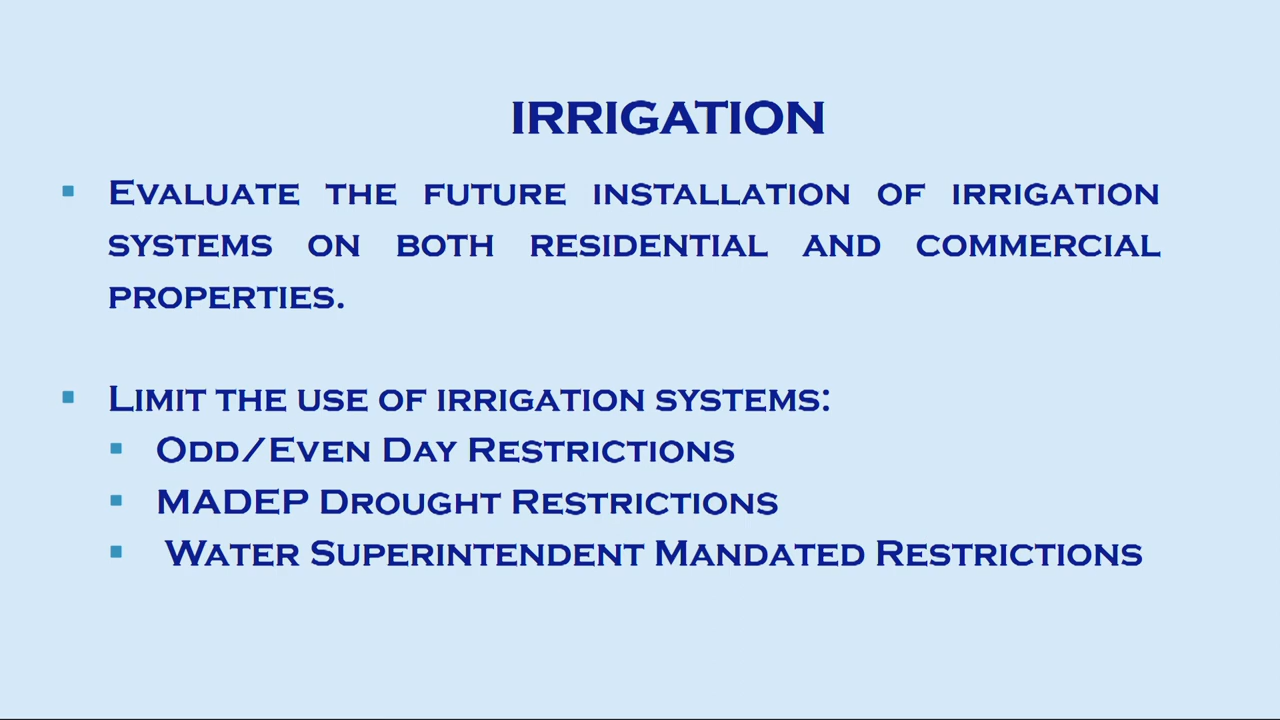 IRRIGATION
▪ Evaluate the future installation of irrigation
systems on both residential and commercial
properties.
▪ Limit the use of irrigation systems:
▪ Odd/Even Day Restrictions
▪ MADEP Drought Restrictions
▪ Water Superintendent Mandated Restrictions